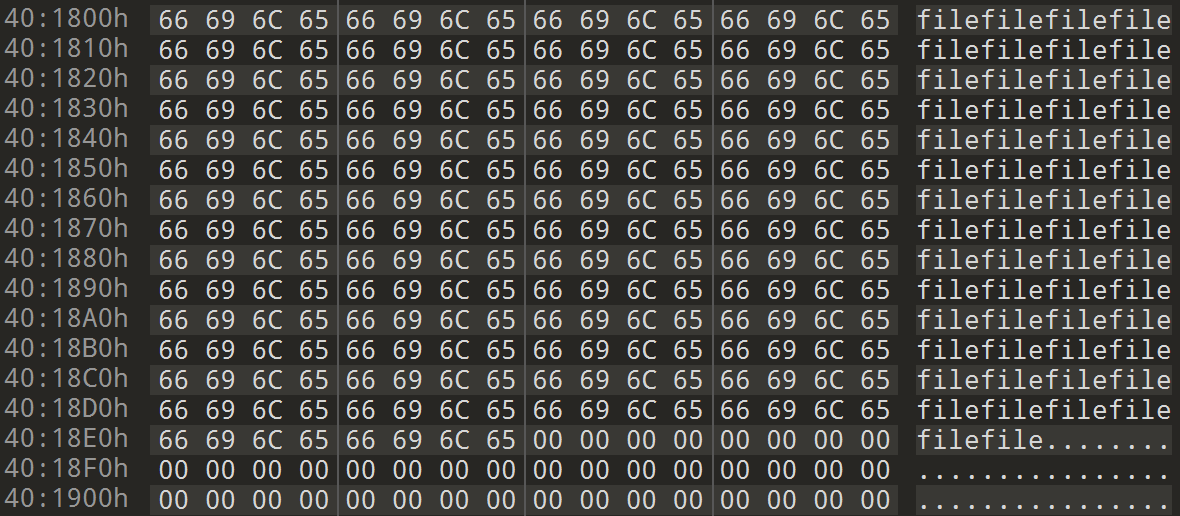 40:1800h 66 69 6C 65 66 69 6C 65 66 69 6C 65 66 69 6C 65 filefilefilefile
40:1810h 66 69 6C 65 66 69 6C 65 66 69 6C 65 66 69 6C 65 filefilefilefile
40:1820h 66 69 6C 65 66 69 6C 65 66 69 6C 65 66 69 6C 65 filefilefilefile
40:1830h 66 69 6C 65 66 69 6C 65 66 69 6C 65 66 69 6C 65 filefilefilefile
40:1840h 66 69 6C 65 66 69 6C 65 66 69 6C 65 66 69 6C 65 filefilefilefile
40:1850h 66 69 6C 65 66 69 6C 65 66 69 6C 65 66 69 6C 65 filefilefilefile
40:1860h 66 69 6C 65 66 69 6C 65 66 69 6C 65 66 69 6C 65 filefilefilefile
40:1870h 66 69 6C 65 66 69 6C 65 66 69 6C 65 66 69 6C 65 filefilefilefile
40:1880h 66 69 6C 65 66 69 6C 65 66 69 6C 65 66 69 6C 65 filefilefilefile
40:1890h 66 69 6C 65 66 69 6C 65 66 69 6C 65 66 69 6C 65 filefilefilefile
40:18A0h 66 69 6C 65 66 69 6C 65 66 69 6C 65 66 69 6C 65 filefilefilefile
40:18B0h 66 69 6C 65 66 69 6C 65 66 69 6C 65 66 69 6C 65 filefilefilefile
40:18C0h 66 69 6C 65 66 69 6C 65 66 69 6C 65 66 69 6C 65 filefilefilefile
40:18D0h 66 69 6C 65 66 69 6C 65 66 69 6C 65 66 69 6C 65 filefilefilefile
40:18E0h 66 69 6C 65 66 69 6C 65 00 00 00 00 00 00 00 00 filefile........
40:18F0h 00 00 00 00 00 00 00 00 00 00 00 00 00 00 00 00 ................
40:1900h 00 00 00 00 00 00 00 00 00 00 00 00 00 00 00 00 ................